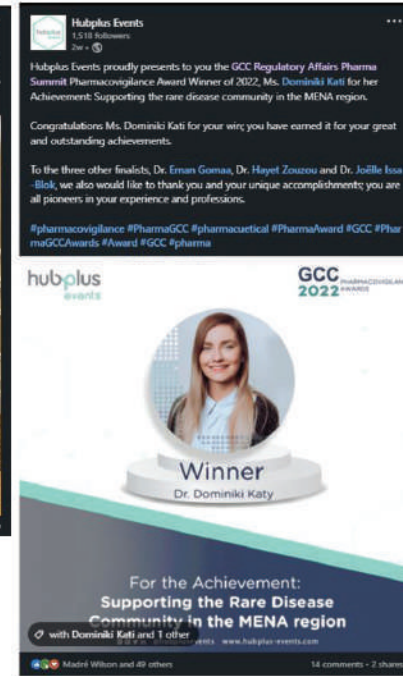 Hubplus Events
1,518 followers
2w •
Hubplus Events proudly presents to you the GCC Regulatory Affairs Pharma
Summit Pharmacovigilance Award Winner of 2022, Ms. Dominiki Kati for her
Achievement: Supporting the rare disease community in the MENA region.
Congratulations Ms. Dominiki Kati for your win; you have earned it for your great
and outstanding achievements.
To the three other finalists, Dr. Eman Gomaa, Dr. Hayet Zouzou and Dr. Joëlle Issa
-Blok, we also would like to thank you and your unique accomplishments; you are
all pioneers in your experience and professions.
#pharmacovigilance #PharmaGCC #pharmacuetical #PharmaAward #GCC #Phar
maGCCAwards #Award #GCC #pharma
hubplus
events
GCC
2022 PHARMACOVIGILANCE
AWARDS
Winner
Dr. Dominiki Katy
For the Achievement:
Supporting the Rare Disease
Community in the MENA region
with Dominiki Kati and 1 other
www.hubplus-events.com
Madré Wilson and 49 others
14 comments • 2 shares